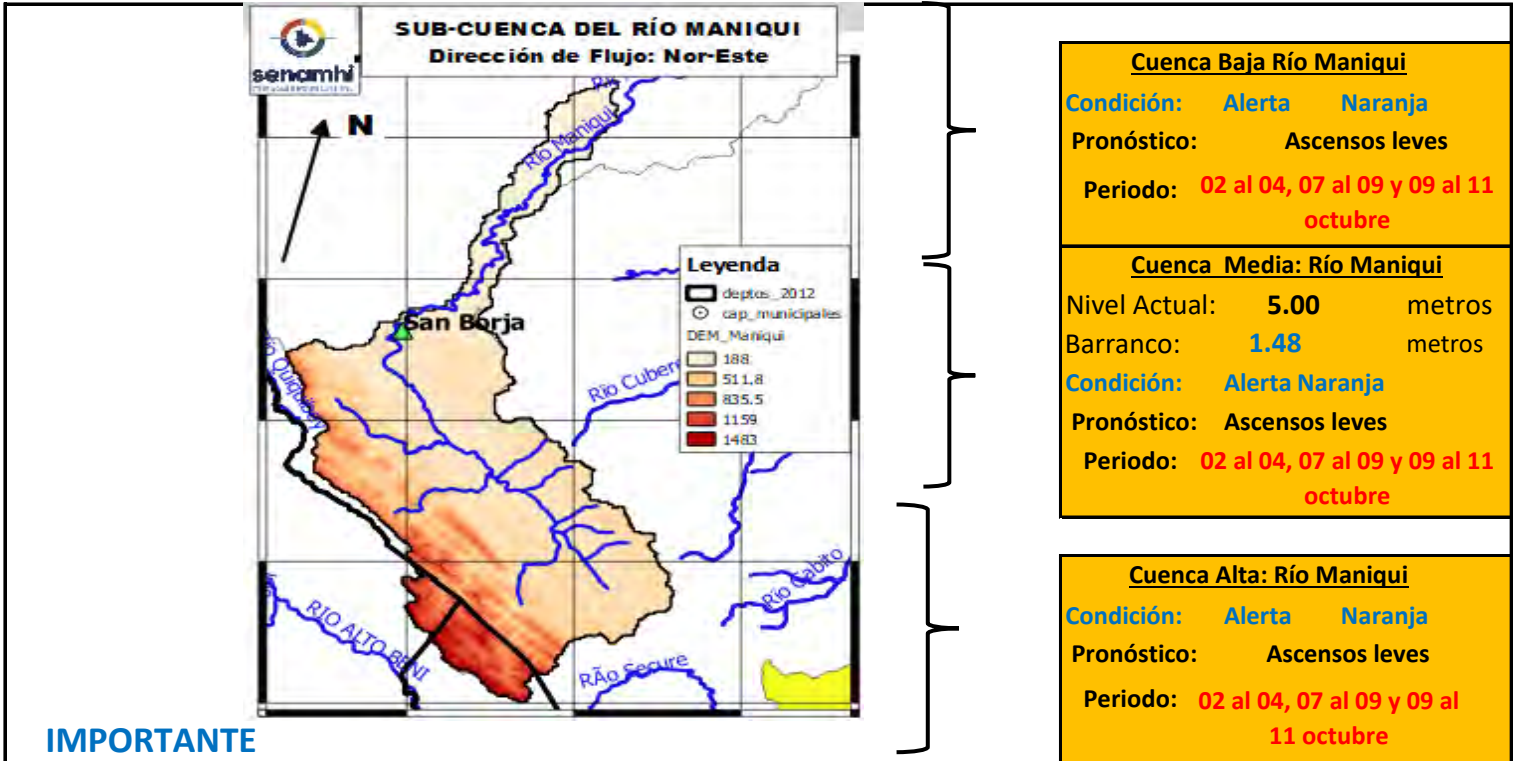 SUB-CUENCA DEL RÍO MANIQUI
Dirección de Flujo: Nor-Este
senamhi
N
Río Maniqui
San Borja
Río Quiquibey
Río Cubere
Leyenda
deptos_2012
cap_municipales
DEM_Maniqui
188
511,8
835.5
1159
1483
RIO ALTO BENI
RÃo Secure
Río Cabito
Cuenca Baja Río Maniqui
Condición: Alerta Naranja
Pronóstico: Ascensos leves
Periodo: 02 al 04, 07 al 09 y 09 al 11
octubre
Cuenca Media: Río Maniqui
Nivel Actual: 5.00 metros
Barranco: 1.48 metros
Condición: Alerta Naranja
Pronóstico: Ascensos leves
Periodo: 02 al 04, 07 al 09 y 09 al 11
octubre
Cuenca Alta: Río Maniqui
Condición: Alerta Naranja
Pronóstico: Ascensos leves
Periodo: 02 al 04, 07 al 09 y 09 al
11 octubre
IMPORTANTE